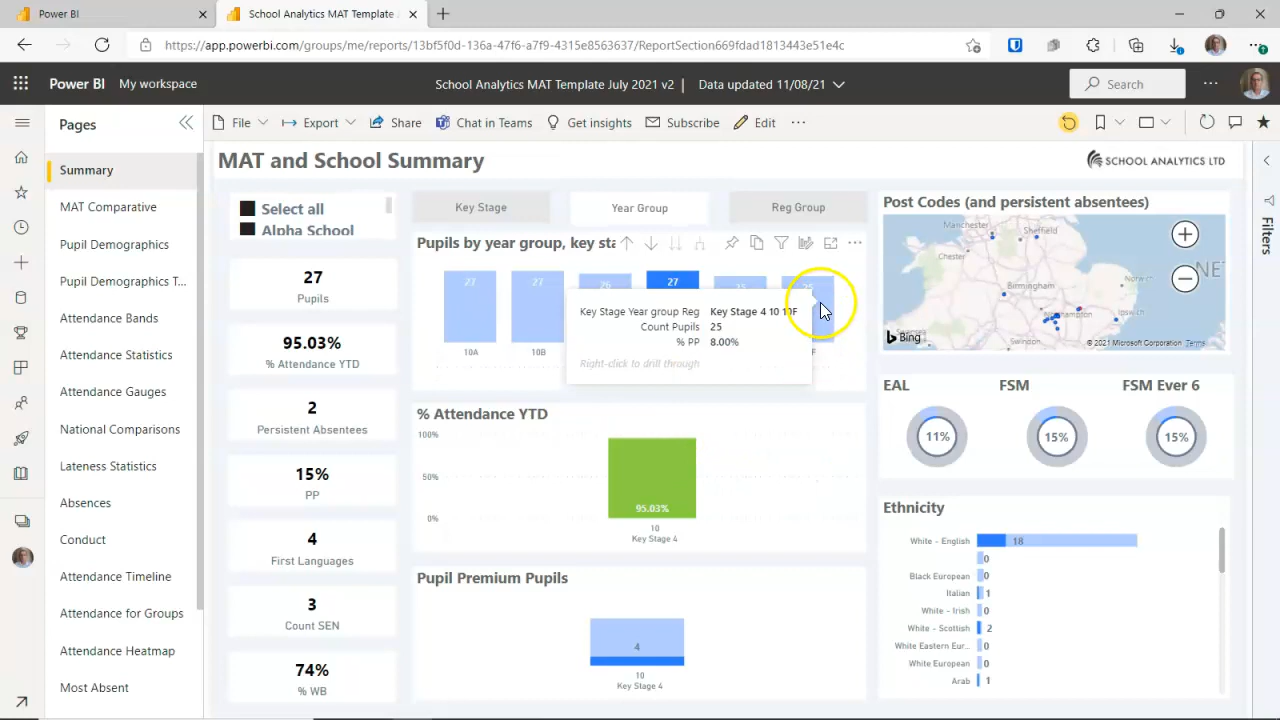 Power BI
School Analytics MAT Template
https://app.powerbi.com/groups/me/reports/13bf5f0d-136a-47f6-a7f9-4315e8563637/ReportSection669fdad1813443e51e4c
Power BI My workspace
School Analytics MAT Template July 2021 v2 | Data updated 11/08/21
Search
Pages
File
Export
Share
Chat in Teams
Get insights
Subscribe
Edit
Summary
MAT Comparative
Pupil Demographics
Pupil Demographics T...
Attendance Bands
Attendance Statistics
Attendance Gauges
National Comparisons
Lateness Statistics
Absences
Conduct
Attendance Timeline
Attendance for Groups
Attendance Heatmap
Most Absent
MAT and School Summary
SCHOOL ANALYTICS LTD
Select all
Alpha School
27
Pupils
95.03%
% Attendance YTD
2
Persistent Absentees
15%
PP
4
First Languages
3
Count SEN
74%
% WB
Key Stage
Year Group
Reg Group
Pupils by year group, key sta
27
27
26
27
25
10A
10B
Key Stage Year group Reg Key Stage 4 10 10F
Count Pupils 25
% PP 8.00%
Right-click to drill through
% Attendance YTD
100%
50%
0%
95.03%
10
Key Stage 4
Pupil Premium Pupils
4
10
Key Stage 4
Post Codes (and persistent absentees)
Manchester
Sheffield
Chester
Norwich
Birmingham
Northampton
Ipswich
Swindon
Bing
© 2021 Microsoft Corporation Terms
EAL
FSM
FSM Ever 6
11%
15%
15%
Ethnicity
White - English 18
0
Black European 0
Italian 1
White - Irish 0
White - Scottish 2
White Eastern Eur... 0
White European 0
Arab 1
Filters